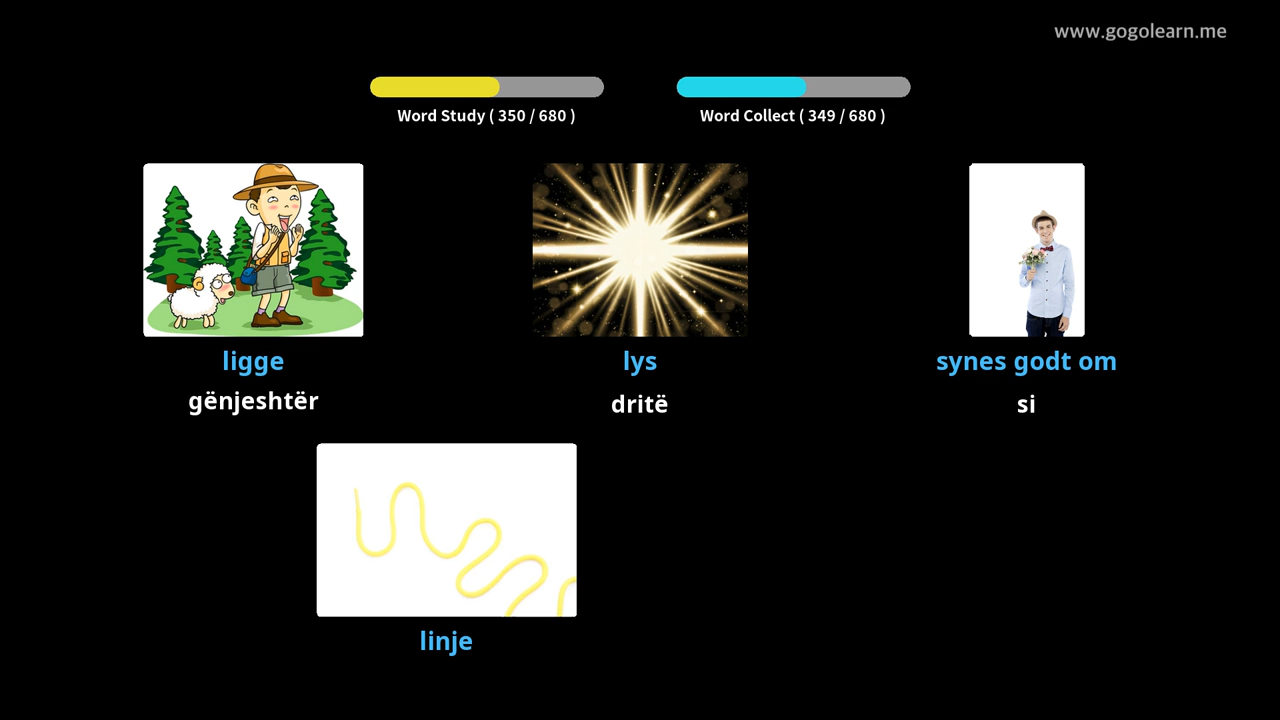 www.gogolearn.me
Word Study ( 350 / 680 )
Word Collect ( 349 / 680 )
ligge
lys
synes godt om
gënjeshtër
dritë
si
linje